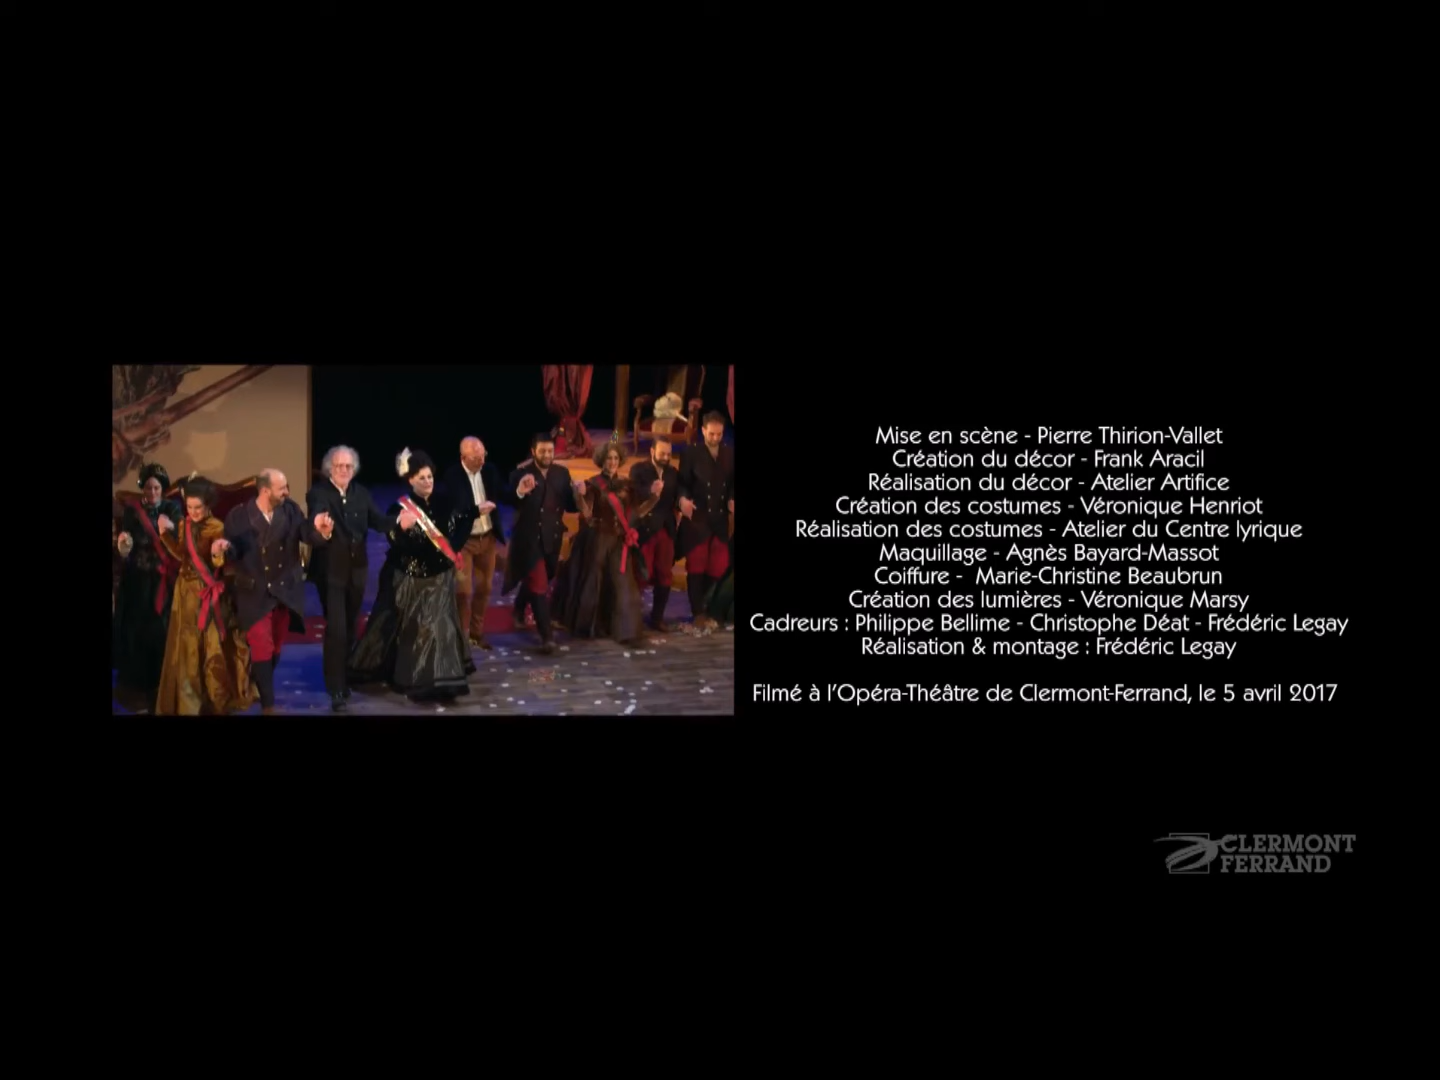 Mise en scène - Pierre Thirion-Vallet
Création du décor - Frank Aracil
Réalisation du décor - Atelier Artifice
Création des costumes - Véronique Henriot
Réalisation des costumes - Atelier du Centre lyrique
Maquillage - Agnès Bayard-Massot
Coiffure -  Marie-Christine Beaubrun
Création des lumières - Véronique Marsy
Cadreurs : Philippe Bellime - Christophe Déat - Frédéric Legay
Réalisation & montage : Frédéric Legay
Filmé à l'Opéra-Théâtre de Clermont-Ferrand, le 5 avril 2017
CLERMONT
FERRAND